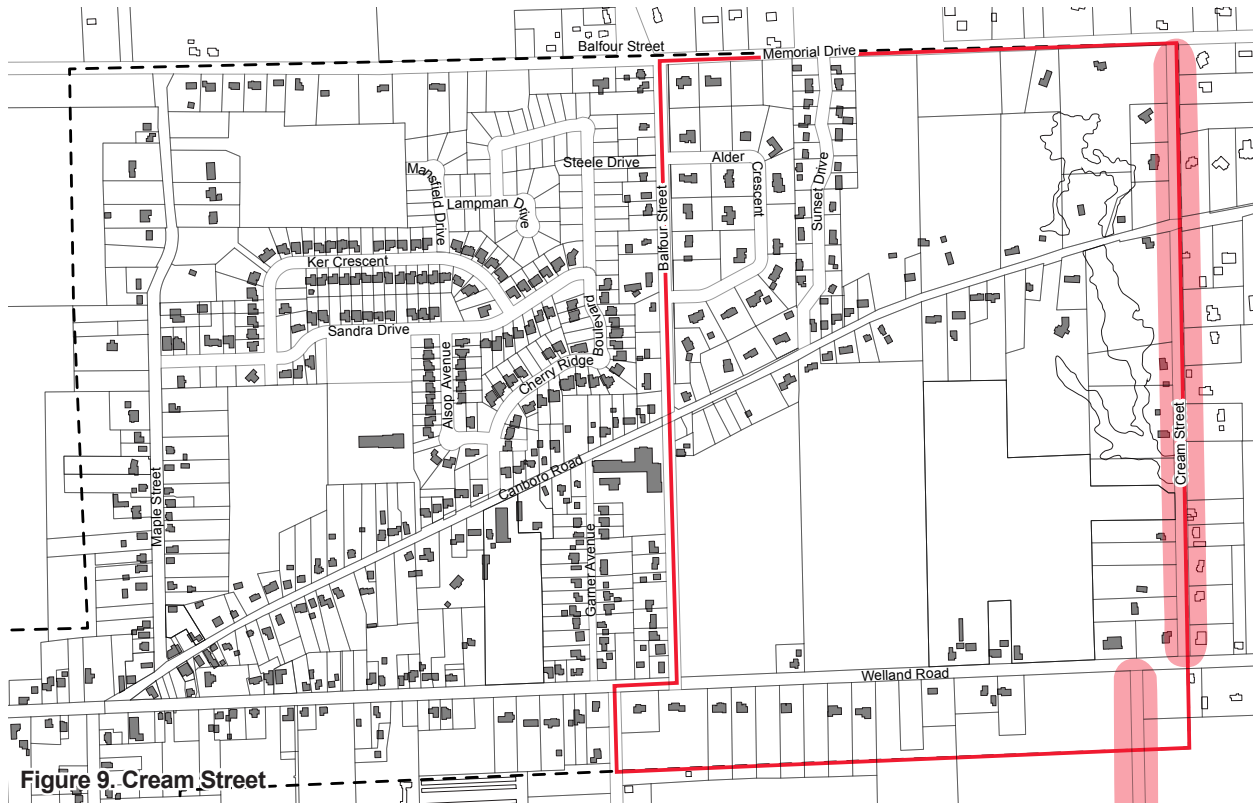 Balfour Street
Memorial Drive
Steele Drive
Alder
Mansfield Drive
Crescent
Sunset Drive
Lampman Drive
Balfour Street
Ker Crescent
Sandra Drive
Boulevard
Cherry Ridge
Alsop Avenue
Cream Street
Canboro Road
Maple Street
Garner Avenue
Welland Road
Figure 9. Cream Street